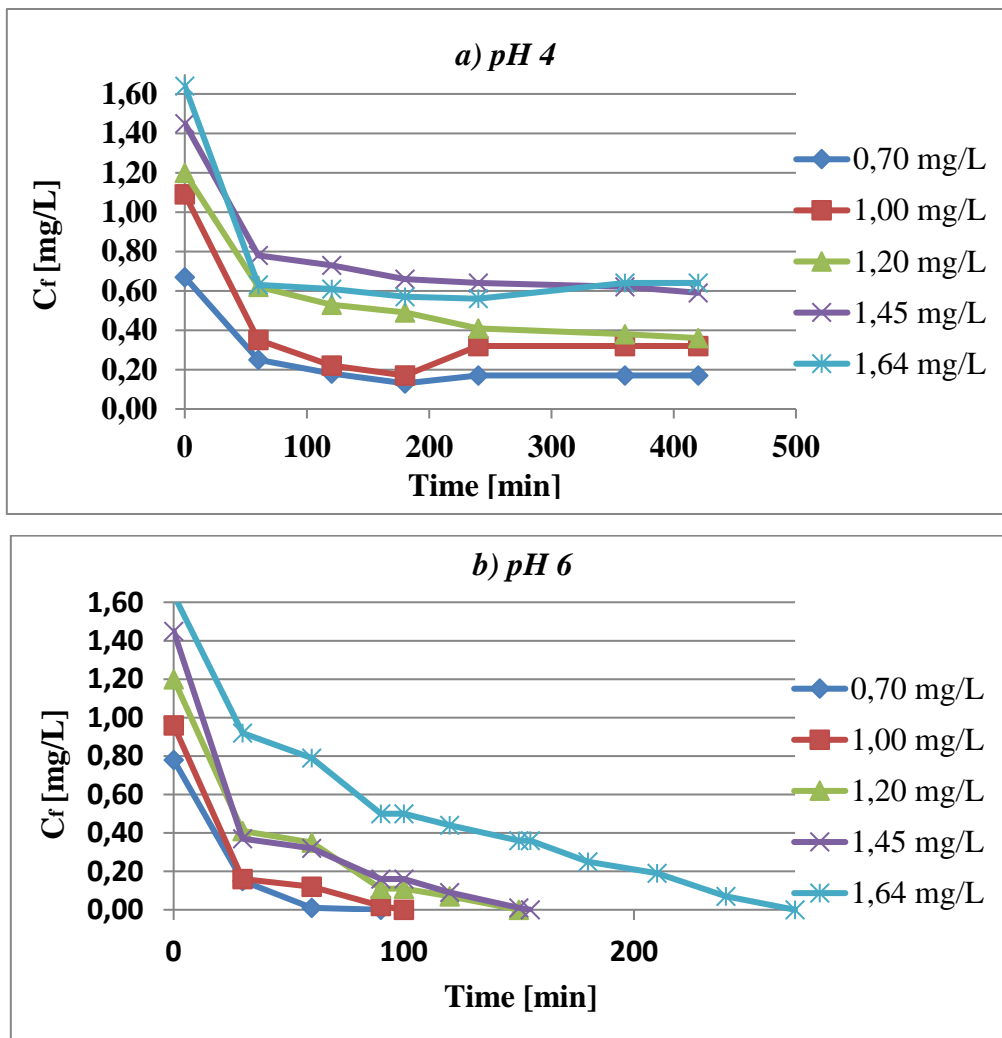 a) pH 4
1,60
1,40
1,20
1,00
0,80
0,60
0,40
0,20
0,00
Cf [mg/L]
0 100 200 300 400 500
Time [min]
0,70 mg/L
1,00 mg/L
1,20 mg/L
1,45 mg/L
1,64 mg/L
b) pH 6
1,60
1,40
1,20
1,00
0,80
0,60
0,40
0,20
0,00
Cf [mg/L]
0 100 200
Time [min]
0,70 mg/L
1,00 mg/L
1,20 mg/L
1,45 mg/L
1,64 mg/L